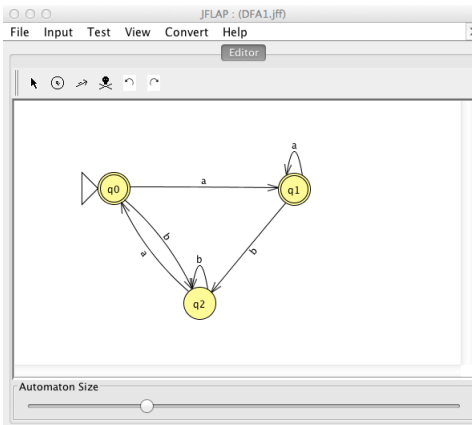 JFLAP : (DFA1.jff)
File Input Test View Convert Help
Editor
a
q0
a
q1
b
a
b
b
q2
Automaton Size